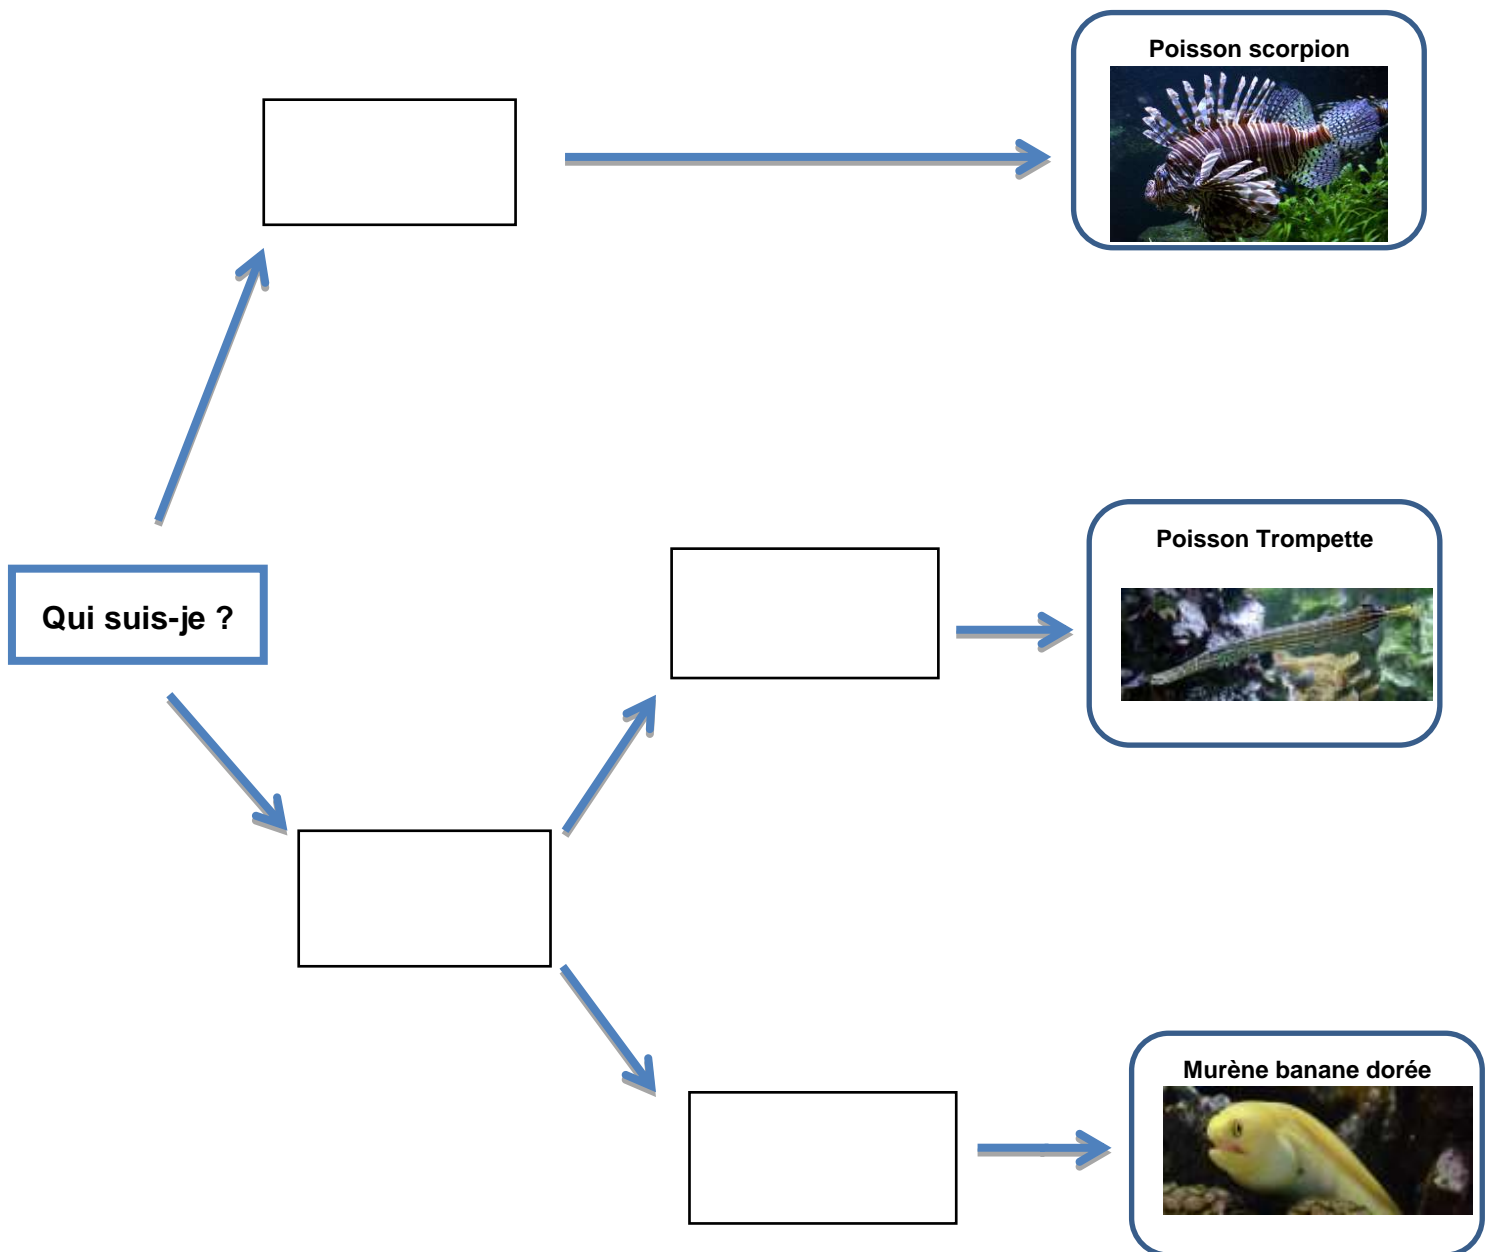 Poisson scorpion
Poisson Trompette
Qui suis-je ?
Murène banane dorée